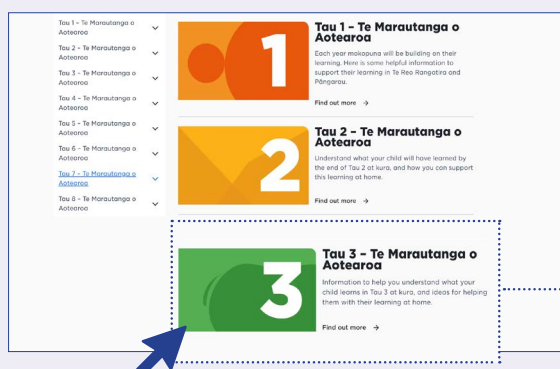 Tau 1 - Te Marautanga o
Aotearoa
Tau 2 - Te Marautanga o
Aotearoa
Tau 3 - Te Marautanga o
Aotearoa
Tau 4 - Te Marautanga o
Aotearoa
Tau 5 - Te Marautanga o
Aotearoa
Tau 6 - Te Marautanga o
Aotearoa
Tau 7 - Te Marautanga o
Aotearoa
Tau 8 - Te Marautanga o
Aotearoa
1
Tau 1 - Te Marautanga o
Aotearoa
Each year mokopuna will be building on their
learning. Here is some helpful information to
support their learning in Te Reo Rangatira and
Pāngarau.
Find out more →
2
Tau 2 - Te Marautanga o
Aotearoa
Understand what your child will have learned by
the end of Tau 2 at kura, and how you can support
this learning at home.
Find out more →
3
Tau 3 - Te Marautanga o
Aotearoa
Information to help you understand what your
child learns in Tau 3 at kura, and ideas for helping
them with their learning at home.
Find out more →